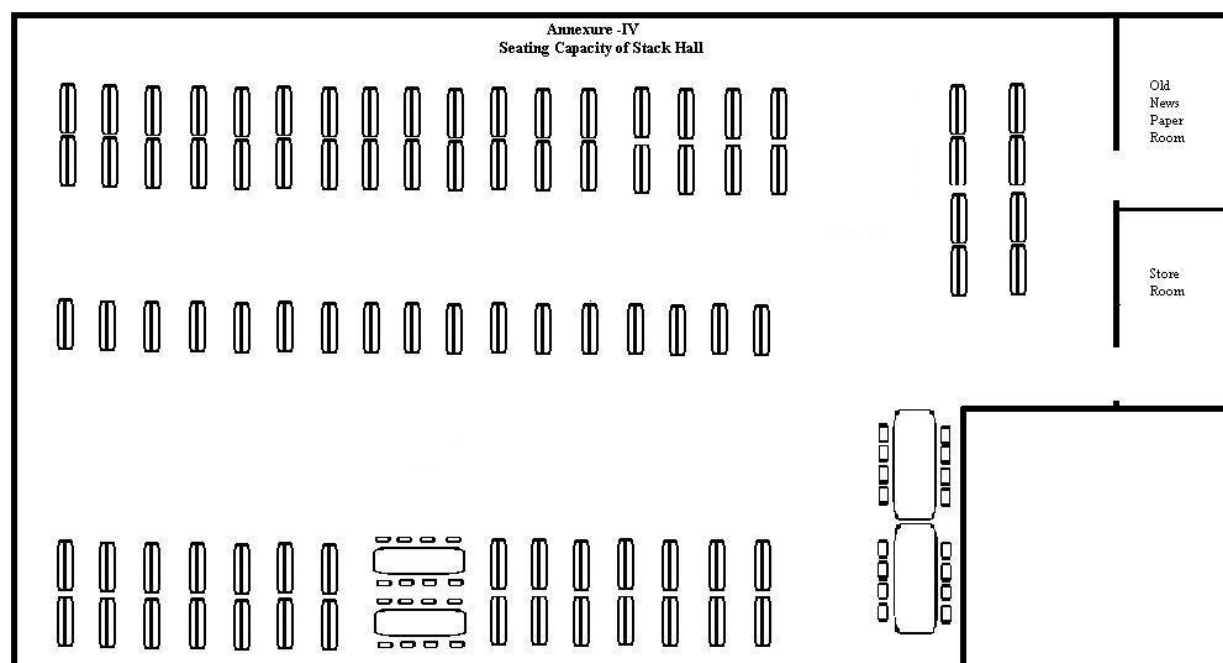 Annexure -IV
Seating Capacity of Stack Hall
Old
News
Paper
Room
Store
Room